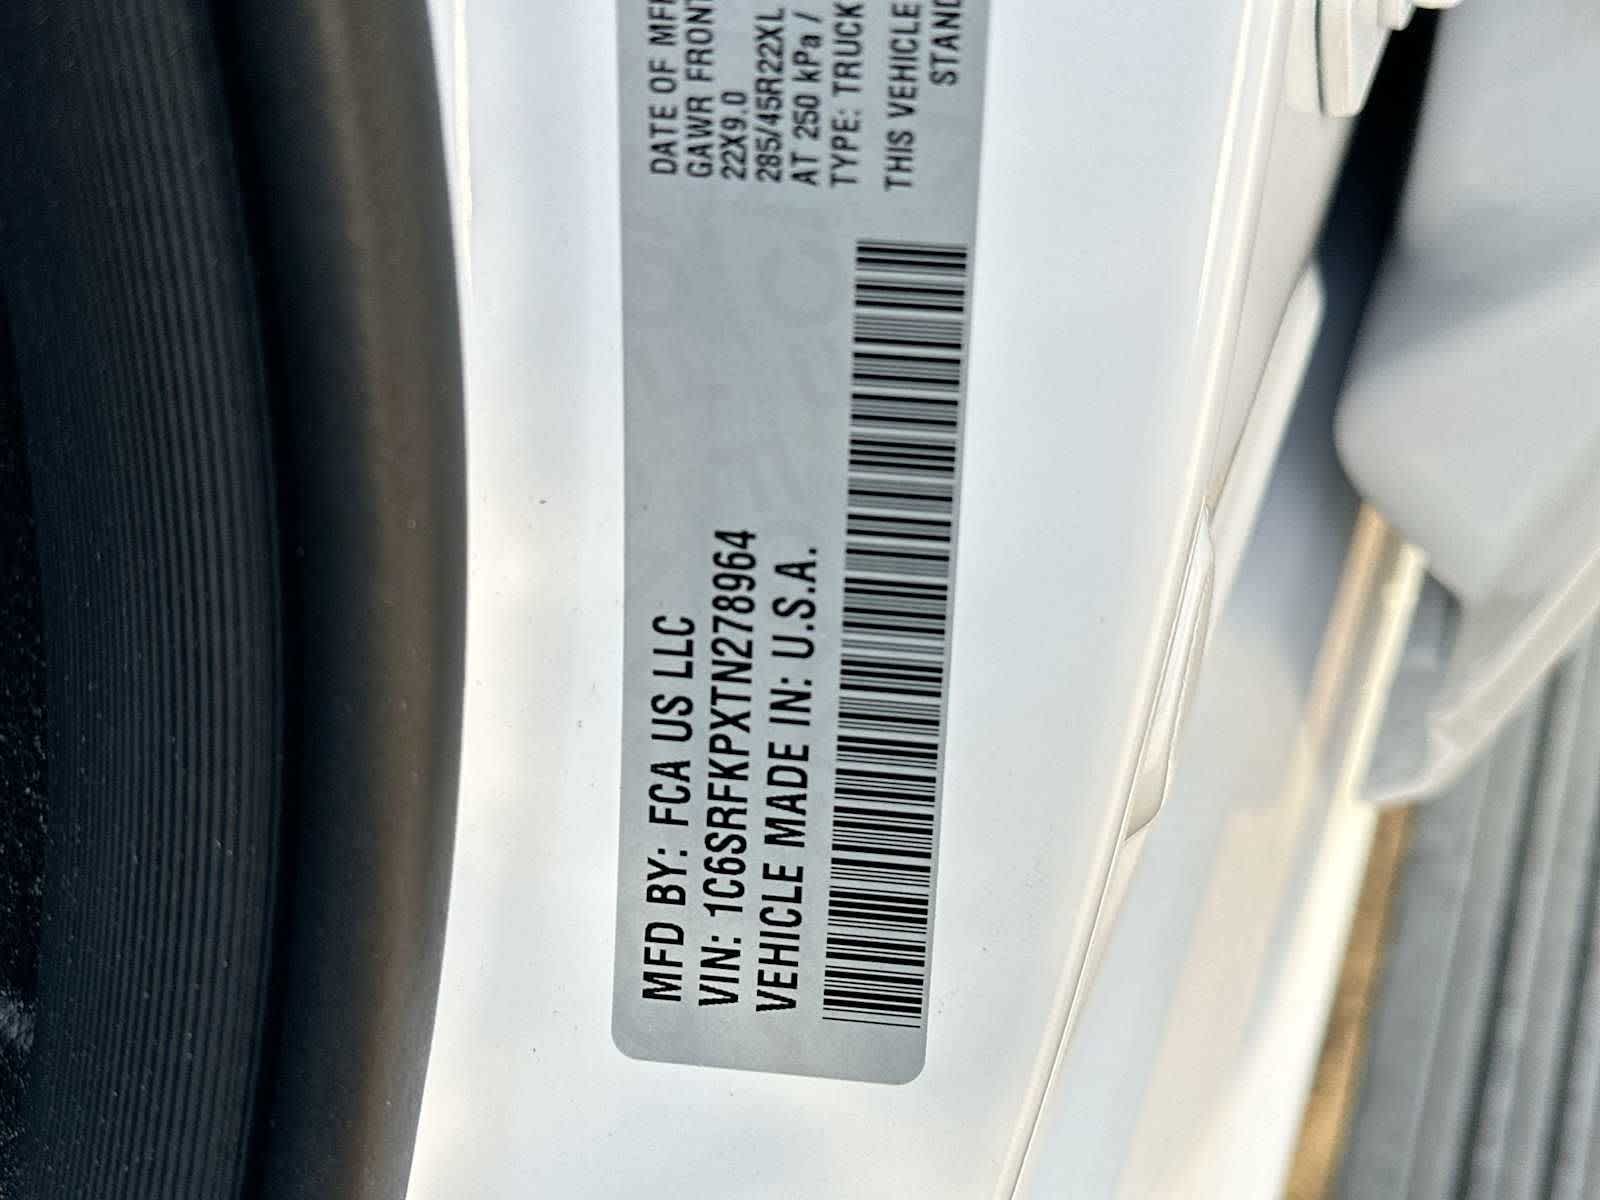 MFD BY: FCA US LLC
VIN: 1C6SRFKPXTN278964
VEHICLE MADE IN: U.S.A.
DATE OF MFR
GAWR FRONT
22X9.0
285/45R22XL
AT 250 kPa /
TYPE: TRUCK
THIS VEHICLE
STAND